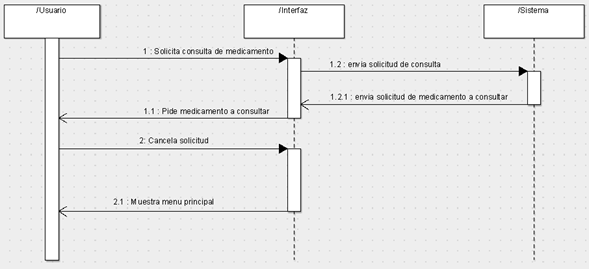 /Usuario
/Interfaz
/Sistema
1 : Solicita consulta de medicamento
1.2 : envia solicitud de consulta
1.2.1 : envia solicitud de medicamento a consultar
1.1 : Pide medicamento a consultar
2: Cancela solicitud
2.1 : Muestra menu principal